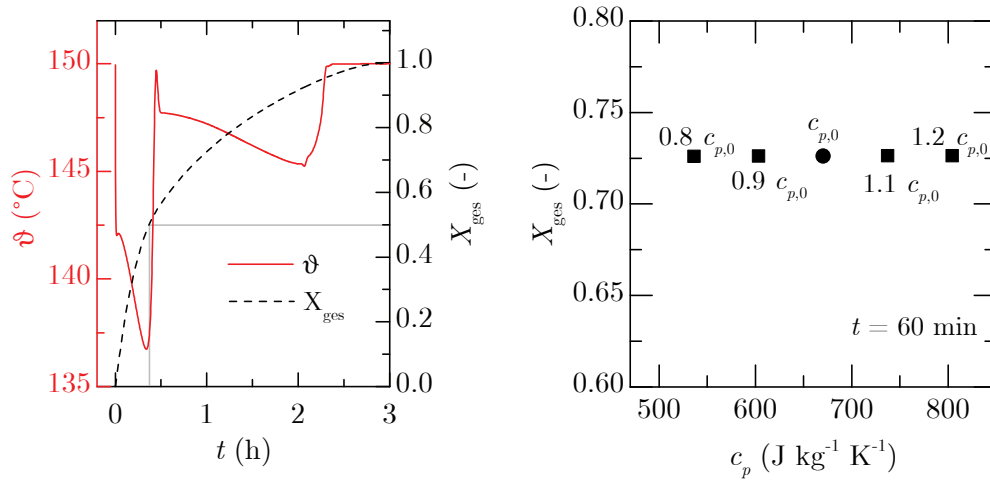 150
145
140
135
ϑ (°C)
1.0
0.8
0.6
0.4
0.2
0.0
X_ges (-)
ϑ
X_ges
0
1
2
3
t (h)
0.80
0.75
0.70
0.65
0.60
X_ges (-)
0.8 c_p,0
0.9 c_p,0
c_p,0
1.1 c_p,0
1.2 c_p,0
t = 60 min
500
600
700
800
c_p (J kg⁻¹ K⁻¹)